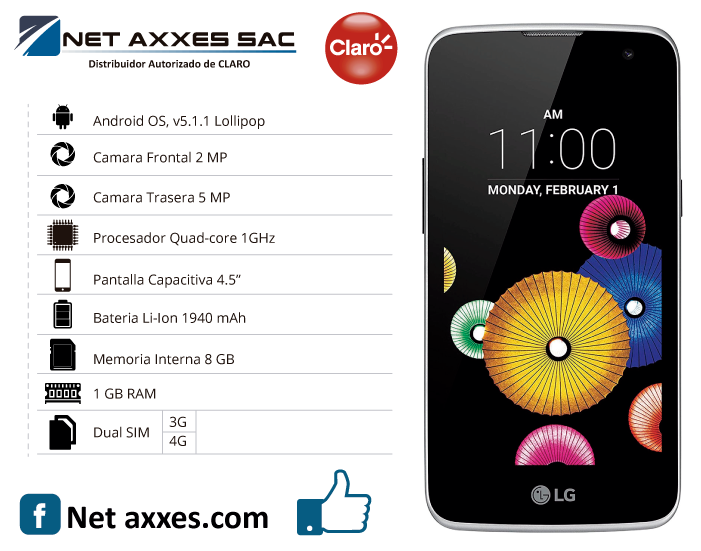 NET AXXES SAC
Distribuidor Autorizado de CLARO
Claro
Android OS, v5.1.1 Lollipop
Camara Frontal 2 MP
Camara Trasera 5 MP
Procesador Quad-core 1GHz
Pantalla Capacitiva 4.5”
Bateria Li-Ion 1940 mAh
Memoria Interna 8 GB
1 GB RAM
Dual SIM
3G
4G
f Net axxes.com
AM
11:00
MONDAY, FEBRUARY 1
LG